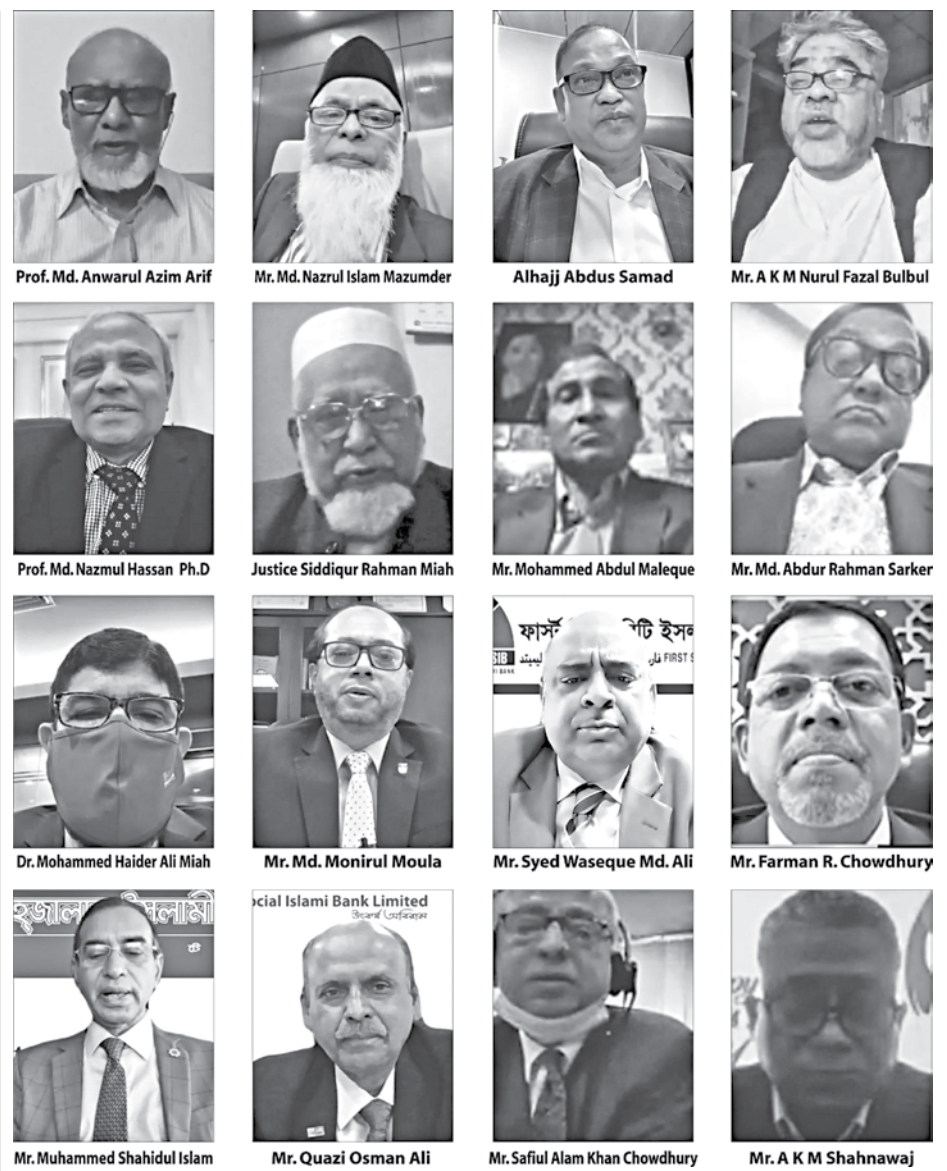 Prof. Md. Anwarul Azim Arif
Mr. Md. Nazrul Islam Mazumder
Alhajj Abdus Samad
Mr. A K M Nurul Fazal Bulbul
Prof. Md. Nazmul Hassan Ph.D
Justice Siddiqur Rahman Miah
Mr. Mohammed Abdul Maleque
Mr. Md. Abdur Rahman Sarker
ফাস
FIRST S
SIB
BANK
Dr. Mohammed Haider Ali Miah
Mr. Md. Monirul Moula
Mr. Syed Waseque Md. Ali
Mr. Farman R. Chowdhury
ocial Islami Bank Limited
Mr. Muhammed Shahidul Islam
Mr. Quazi Osman Ali
Mr. Safiul Alam Khan Chowdhury
Mr. A K M Shahnawaj